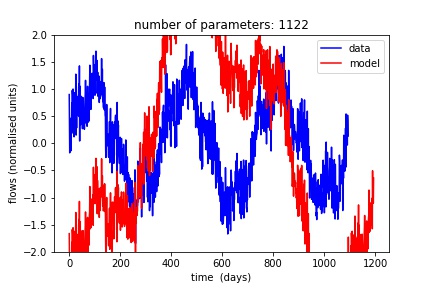 number of parameters: 1122
2.0
1.5
1.0
0.5
0.0
−0.5
−1.0
−1.5
−2.0
flows (normalised units)
data
model
0 200 400 600 800 1000 1200
time  (days)